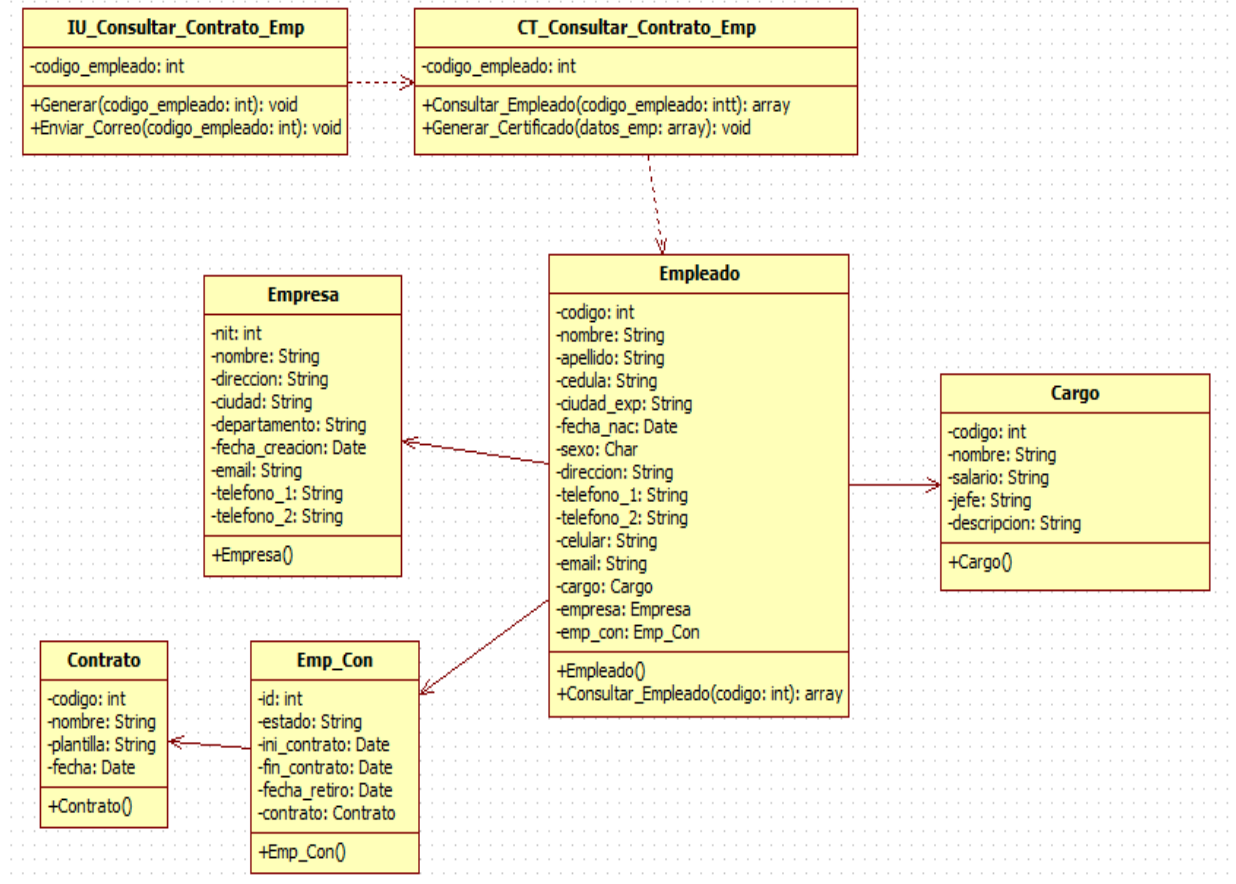 IU_Consultar_Contrato_Emp
-codigo_empleado: int
+Generar(codigo_empleado: int): void
+Enviar_Correo(codigo_empleado: int): void
CT_Consultar_Contrato_Emp
-codigo_empleado: int
+Consultar_Empleado(codigo_empleado: intt): array
+Generar_Certificado(datos_emp: array): void
Empresa
-nit: int
-nombre: String
-direccion: String
-ciudad: String
-departamento: String
-fecha_creacion: Date
-email: String
-telefono_1: String
-telefono_2: String
+Empresa()
Empleado
-codigo: int
-nombre: String
-apellido: String
-cedula: String
-ciudad_exp: String
-fecha_nac: Date
-sexo: Char
-direccion: String
-telefono_1: String
-telefono_2: String
-celular: String
-email: String
-cargo: Cargo
-empresa: Empresa
-emp_con: Emp_Con
+Empleado()
+Consultar_Empleado(codigo: int): array
Cargo
-codigo: int
-nombre: String
-salario: String
-jefe: String
-descripcion: String
+Cargo()
Contrato
-codigo: int
-nombre: String
-plantilla: String
-fecha: Date
+Contrato()
Emp_Con
-id: int
-estado: String
-ini_contrato: Date
-fin_contrato: Date
-fecha_retiro: Date
-contrato: Contrato
+Emp_Con()